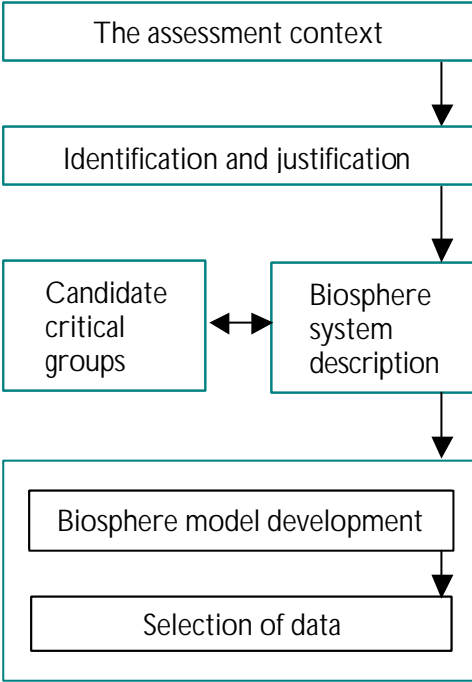 The assessment context
Identification and justification
Candidate
critical
groups
Biosphere
system
description
Biosphere model development
Selection of data